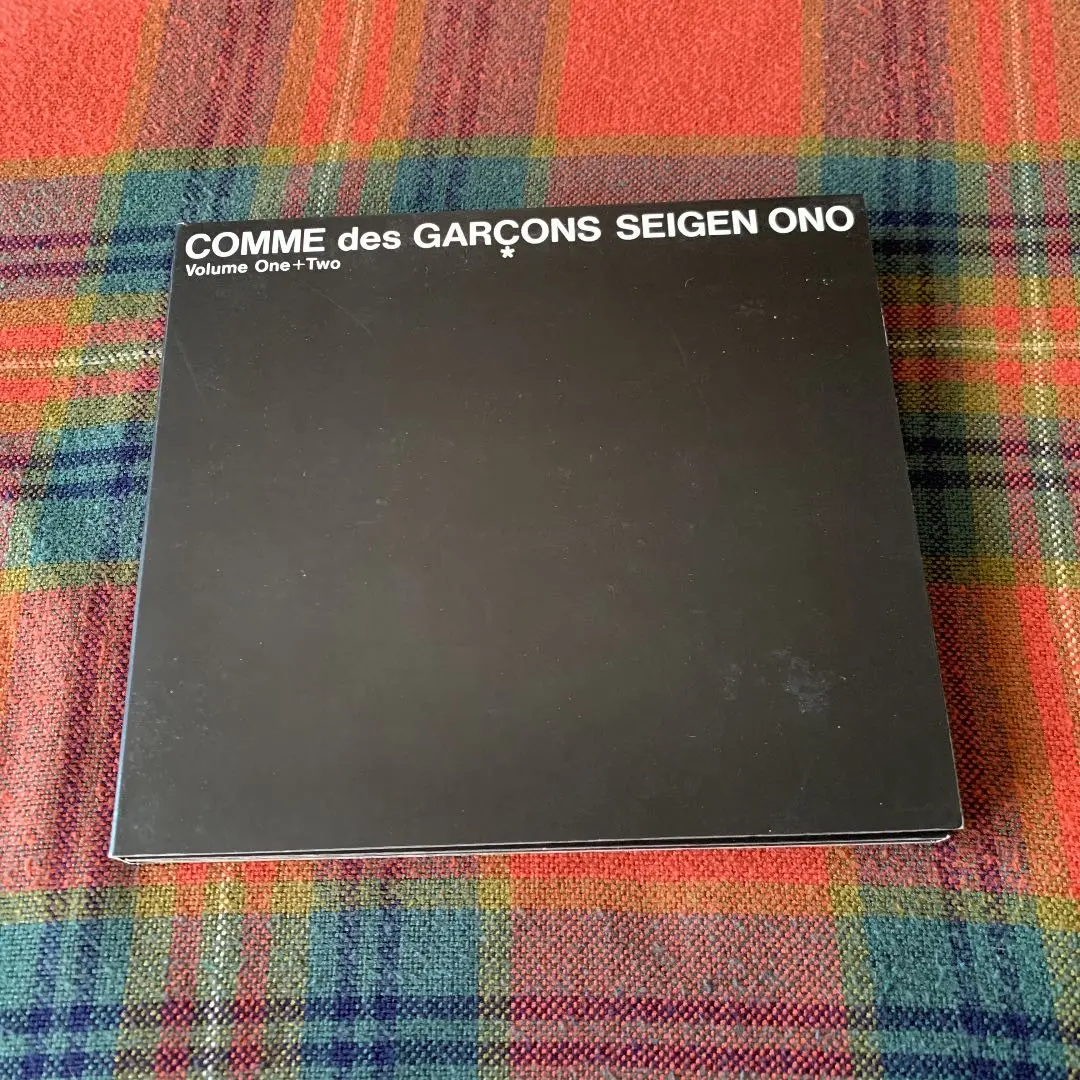 COMME des GARÇONS SEIGEN ONO
*
Volume One+Two